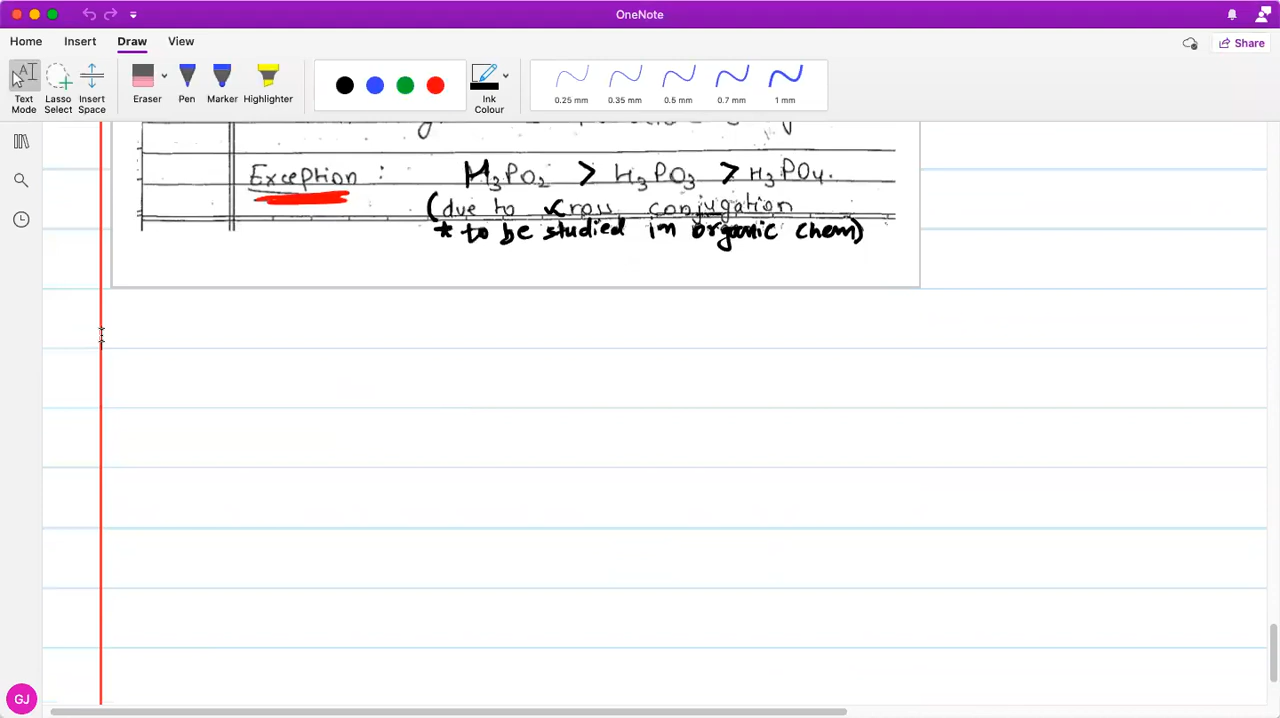 OneNote
Home Insert Draw View
Share
Text Mode
Lasso Select
Insert Space
Eraser
Pen
Marker
Highlighter
Ink Colour
0.25 mm
0.35 mm
0.5 mm
0.7 mm
1 mm
Exception : H3PO2 > H3PO3 > H3PO4.
(due to cross conjugation
* to be studied in organic chem)
GJ